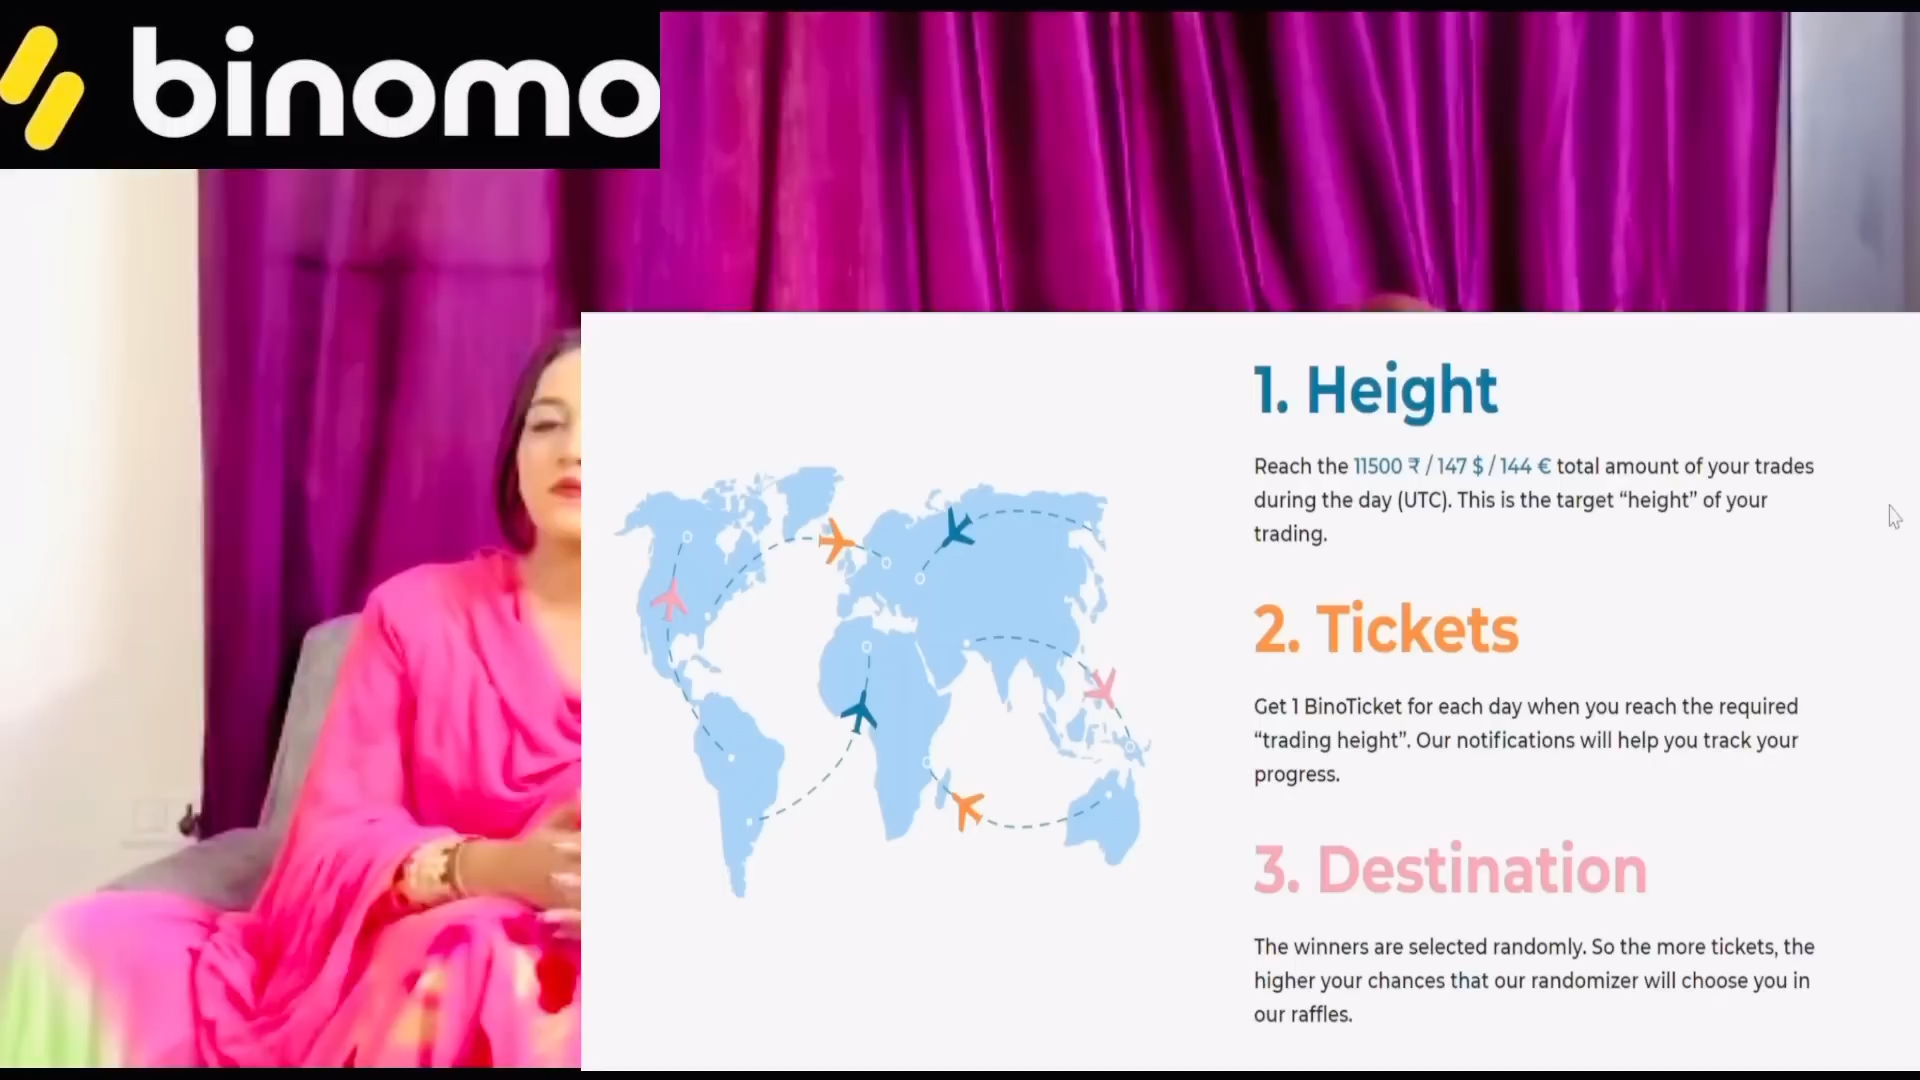 binomo
1. Height
Reach the 11500 ₹ / 147 $ / 144 € total amount of your trades
during the day (UTC). This is the target “height” of your
trading.
2. Tickets
Get 1 BinoTicket for each day when you reach the required
“trading height”. Our notifications will help you track your
progress.
3. Destination
The winners are selected randomly. So the more tickets, the
higher your chances that our randomizer will choose you in
our raffles.